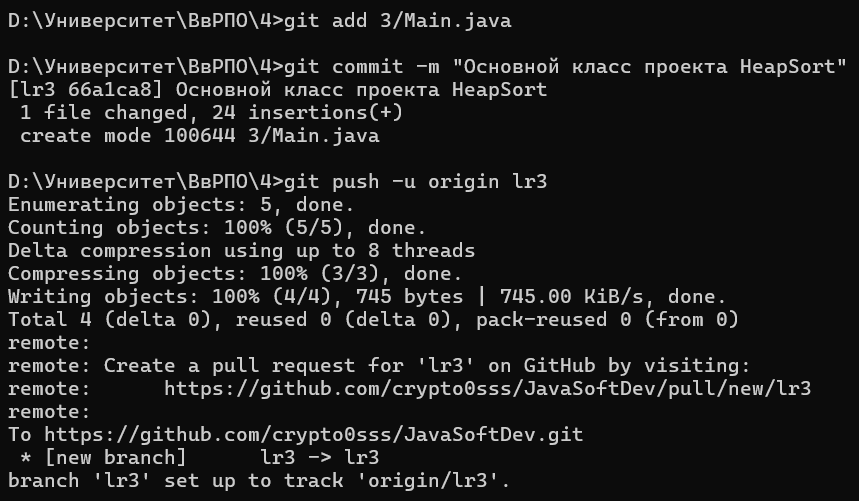 D:\Университет\ВвРПО\4>git add 3/Main.java
D:\Университет\ВвРПО\4>git commit -m "Основной класс проекта HeapSort"
[lr3 66a1ca8] Основной класс проекта HeapSort
1 file changed, 24 insertions(+)
create mode 100644 3/Main.java
D:\Университет\ВвРПО\4>git push -u origin lr3
Enumerating objects: 5, done.
Counting objects: 100% (5/5), done.
Delta compression using up to 8 threads
Compressing objects: 100% (3/3), done.
Writing objects: 100% (4/4), 745 bytes | 745.00 KiB/s, done.
Total 4 (delta 0), reused 0 (delta 0), pack-reused 0 (from 0)
remote:
remote: Create a pull request for 'lr3' on GitHub by visiting:
remote:      https://github.com/crypto0sss/JavaSoftDev/pull/new/lr3
remote:
To https://github.com/crypto0sss/JavaSoftDev.git
* [new branch]      lr3 -> lr3
branch 'lr3' set up to track 'origin/lr3'.